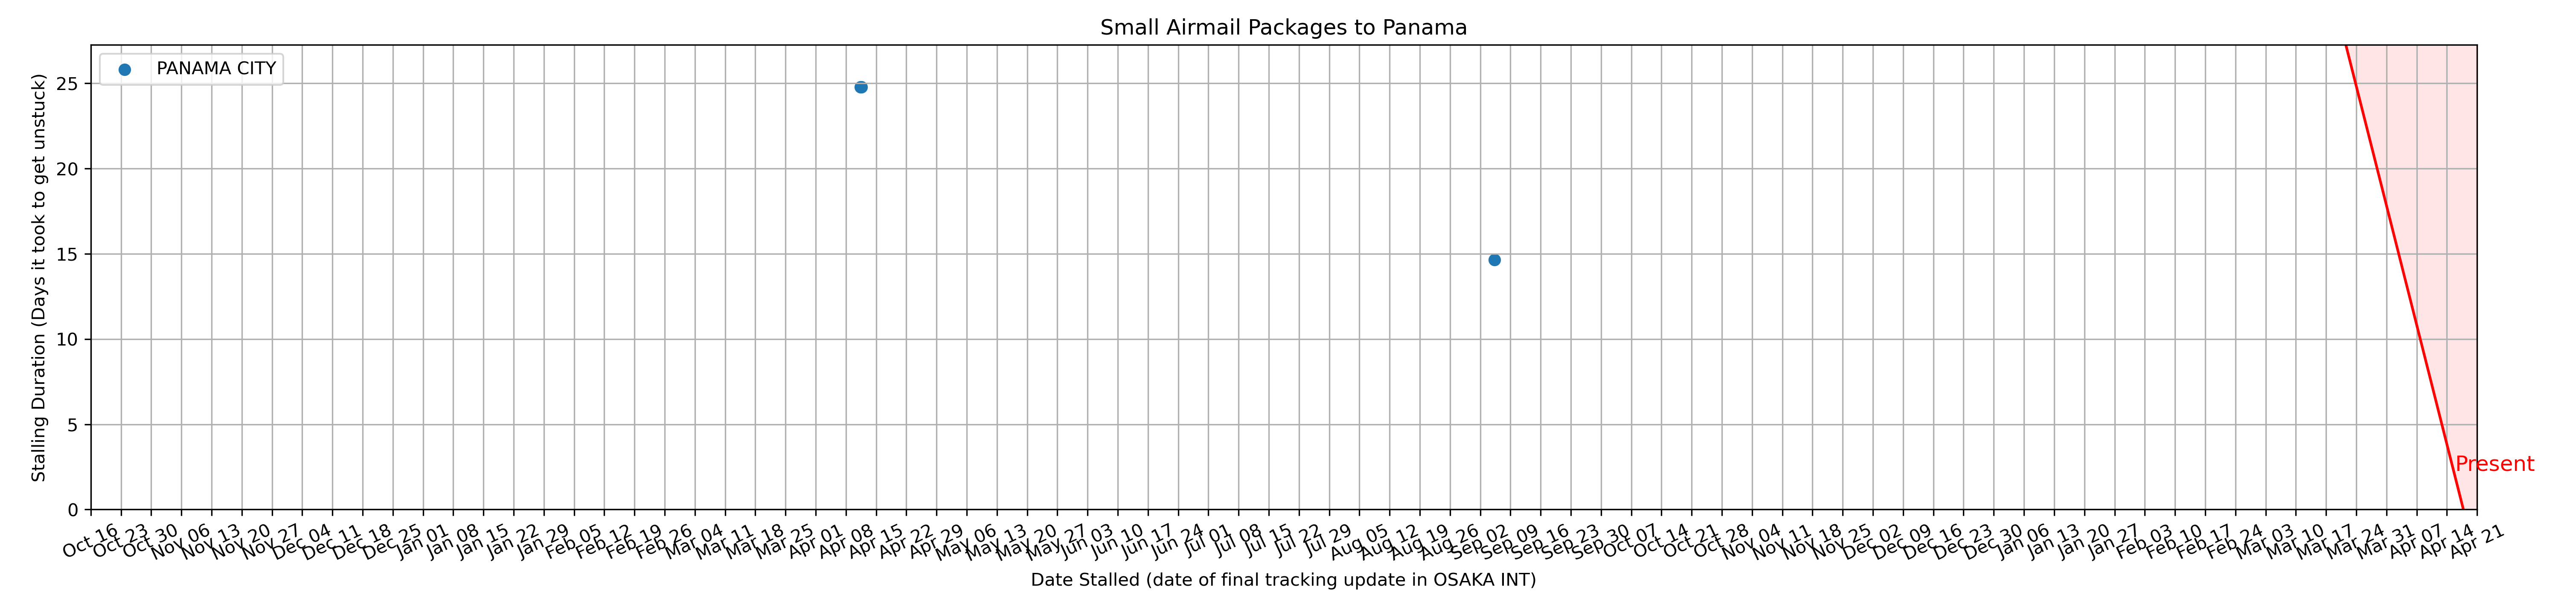 Small Airmail Packages to Panama
PANAMA CITY
Stalling Duration (Days it took to get unstuck)
25
20
15
10
5
0
Present
Oct 16 Oct 23 Oct 30 Nov 06 Nov 13 Nov 20 Nov 27 Dec 04 Dec 11 Dec 18 Dec 25 Jan 01 Jan 08 Jan 15 Jan 22 Jan 29 Feb 05 Feb 12 Feb 19 Feb 26 Mar 04 Mar 11 Mar 18 Mar 25 Apr 01 Apr 08 Apr 15 Apr 22 Apr 29 May 06 May 13 May 20 May 27 Jun 03 Jun 10 Jun 17 Jun 24 Jul 01 Jul 08 Jul 15 Jul 22 Jul 29 Aug 05 Aug 12 Aug 19 Aug 26 Sep 02 Sep 09 Sep 16 Sep 23 Sep 30 Oct 07 Oct 14 Oct 21 Oct 28 Nov 04 Nov 11 Nov 18 Nov 25 Dec 02 Dec 09 Dec 16 Dec 23 Dec 30 Jan 06 Jan 13 Jan 20 Jan 27 Feb 03 Feb 10 Feb 17 Feb 24 Mar 03 Mar 10 Mar 17 Mar 24 Mar 31 Apr 07 Apr 14 Apr 21
Date Stalled (date of final tracking update in OSAKA INT)